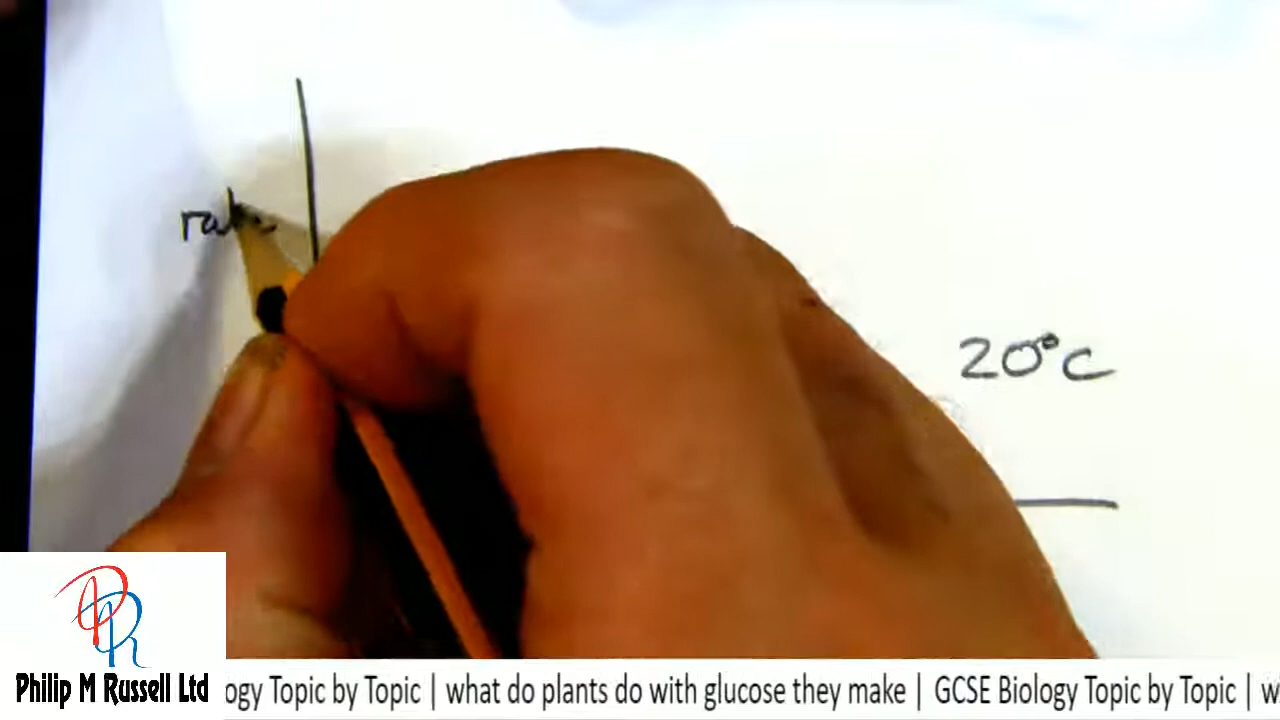 rate
20°C
Philip M Russell Ltd
ogy Topic by Topic | what do plants do with glucose they make | GCSE Biology Topic by Topic | w